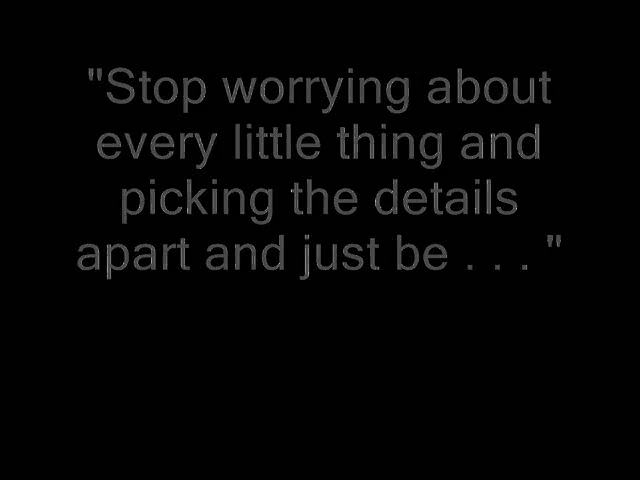 "Stop worrying about
every little thing and
picking the details
apart and just be . . . "